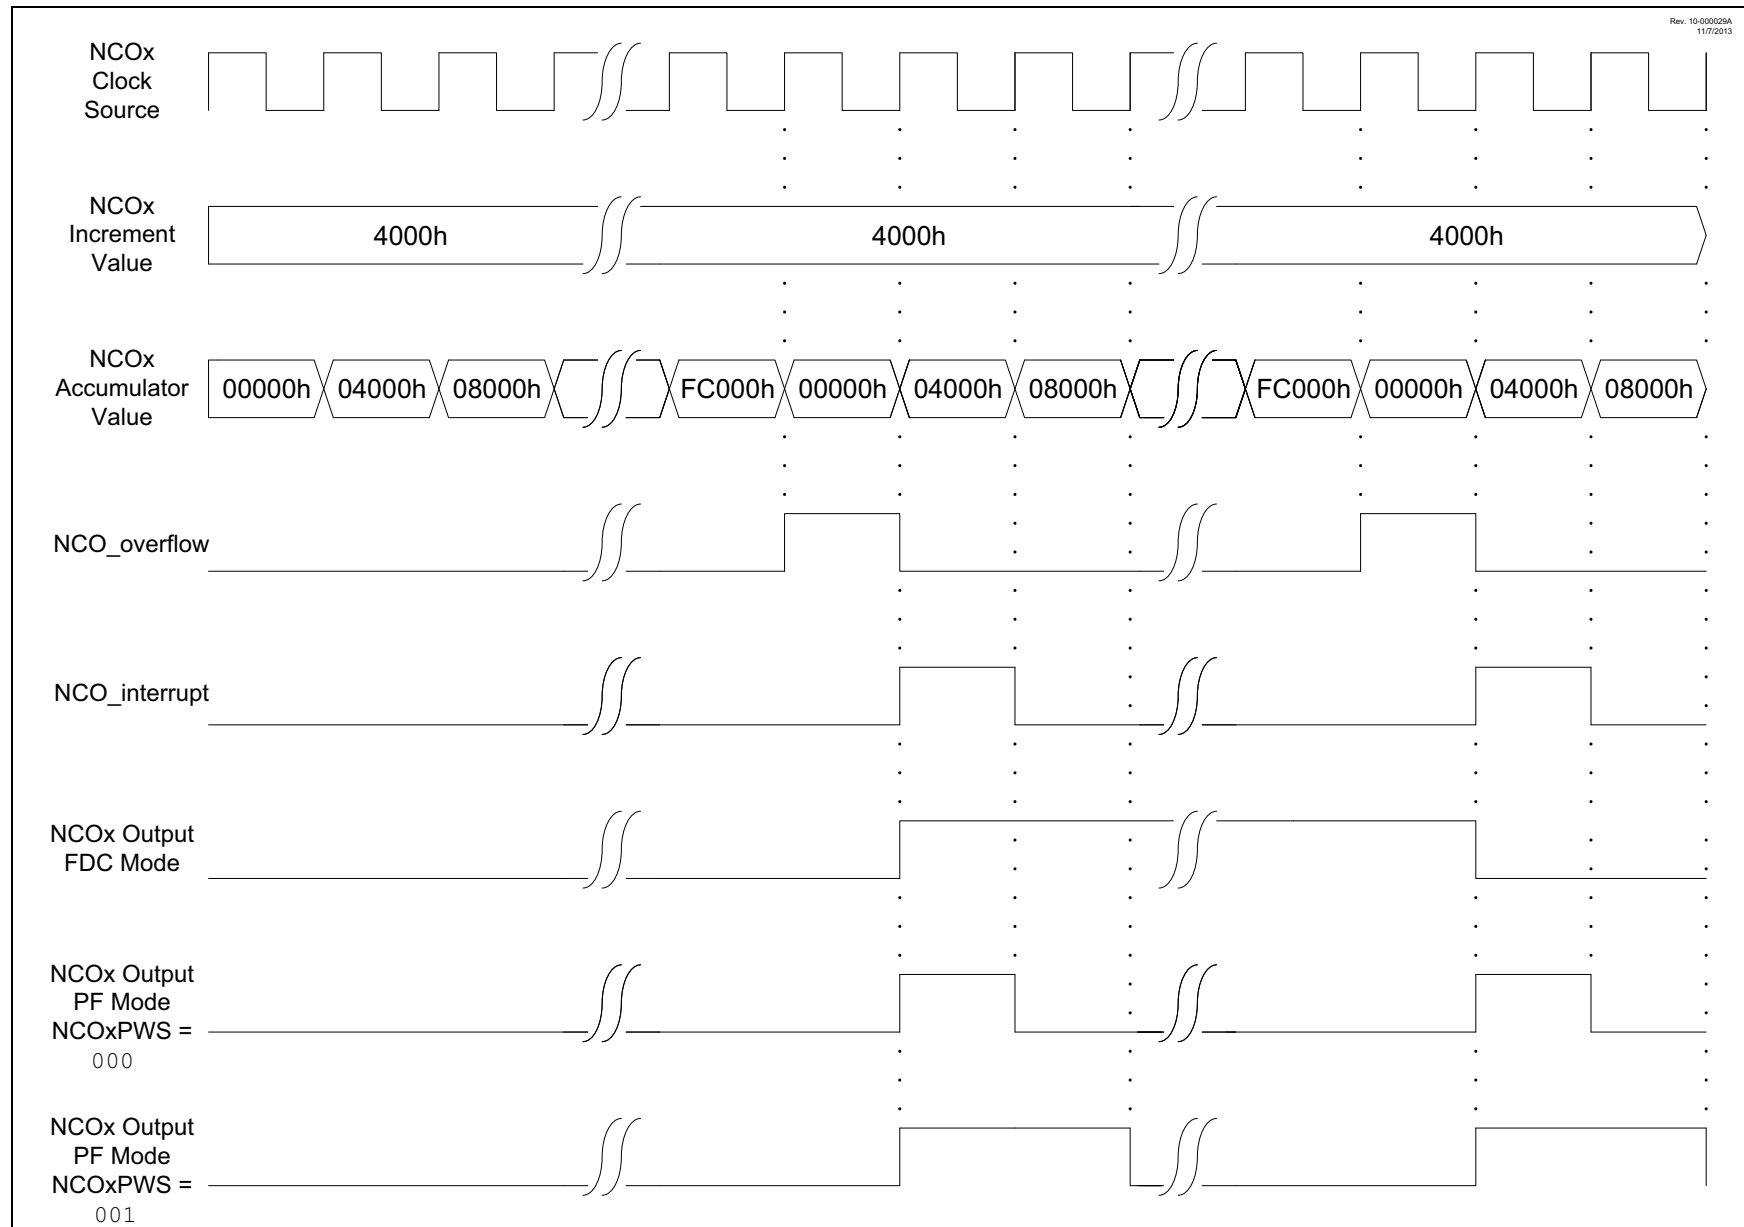 Rev. 10-000029A
11/7/2013
NCOx
Clock
Source
NCOx
Increment
Value
4000h
4000h
4000h
NCOx
Accumulator
Value
00000h
04000h
08000h
FC000h
00000h
04000h
08000h
FC000h
00000h
04000h
08000h
NCO_overflow
NCO_interrupt
NCOx Output
FDC Mode
NCOx Output
PF Mode
NCOxPWS =
000
NCOx Output
PF Mode
NCOxPWS =
001